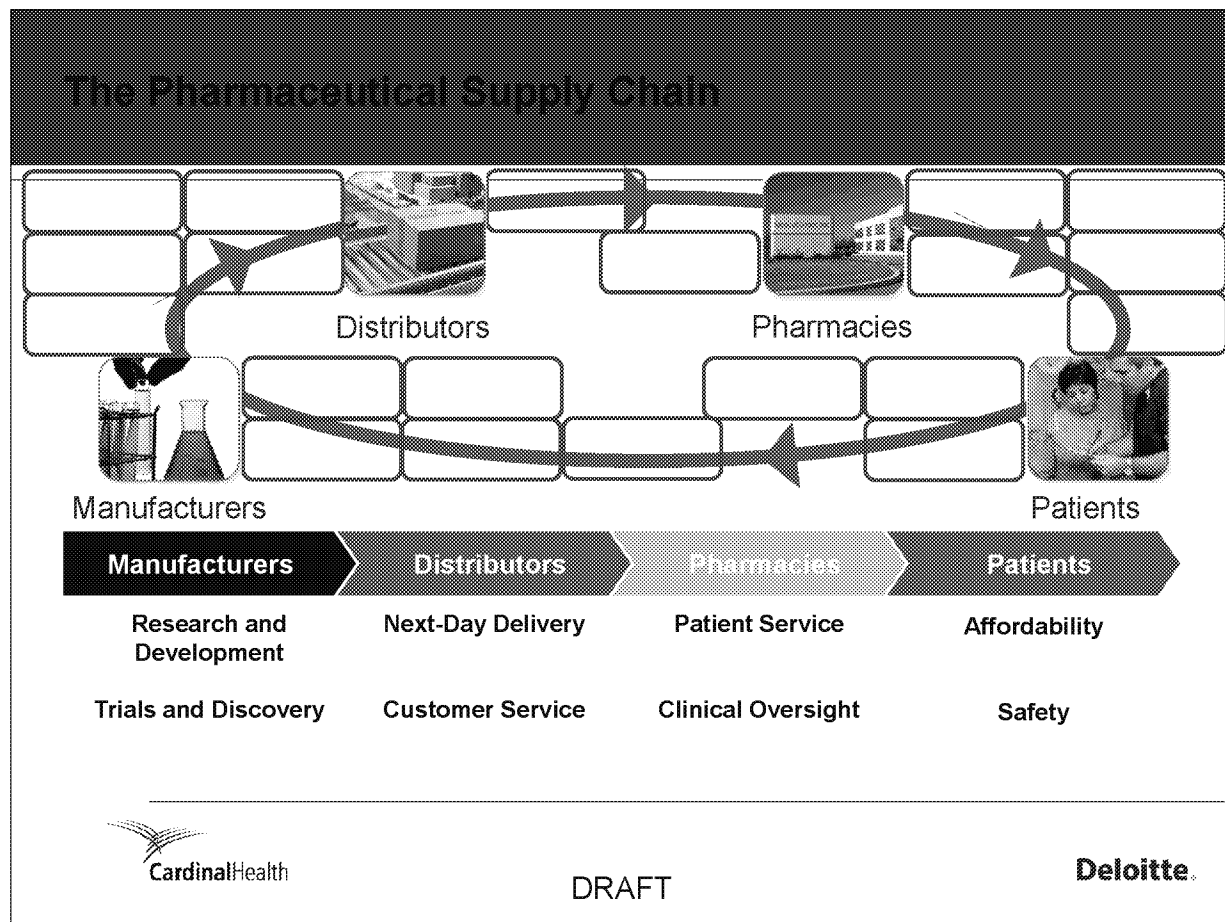 The Pharmaceutical Supply Chain
Distributors
Pharmacies
Manufacturers
Patients
Manufacturers
Distributors
Pharmacies
Patients
Research and
Development
Next-Day Delivery
Patient Service
Affordability
Trials and Discovery
Customer Service
Clinical Oversight
Safety
CardinalHealth
DRAFT
Deloitte.